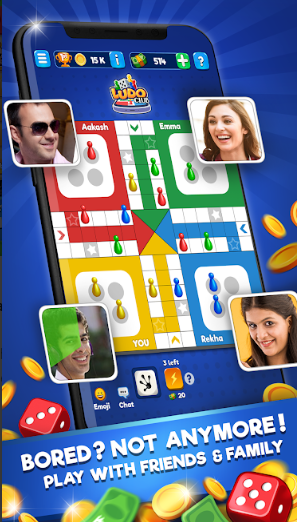 15 K
i
514
+
LUDO
CLUB
Aakash
Emma
YOU
Rekha
3 left
Emoji
Chat
?
20
BORED? NOT ANYMORE!
PLAY WITH FRIENDS & FAMILY